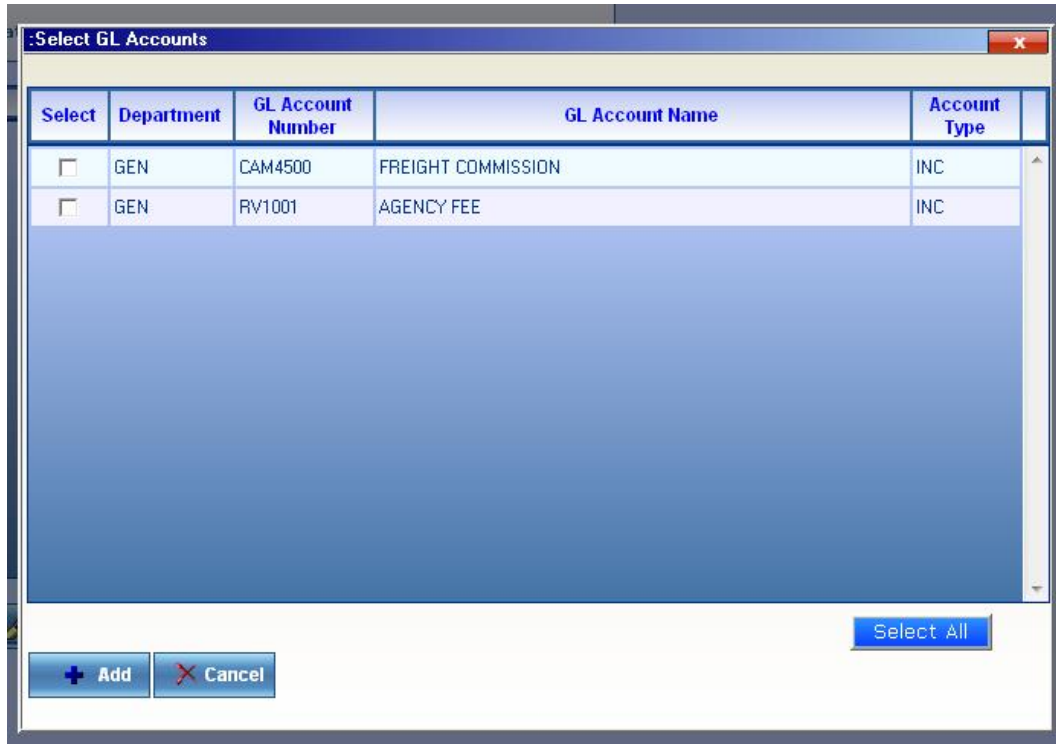 :Select GL Accounts
Select Department GL Account Number GL Account Name Account Type
GEN CAM4500 FREIGHT COMMISSION INC
GEN RV1001 AGENCY FEE INC
Select All
Add Cancel